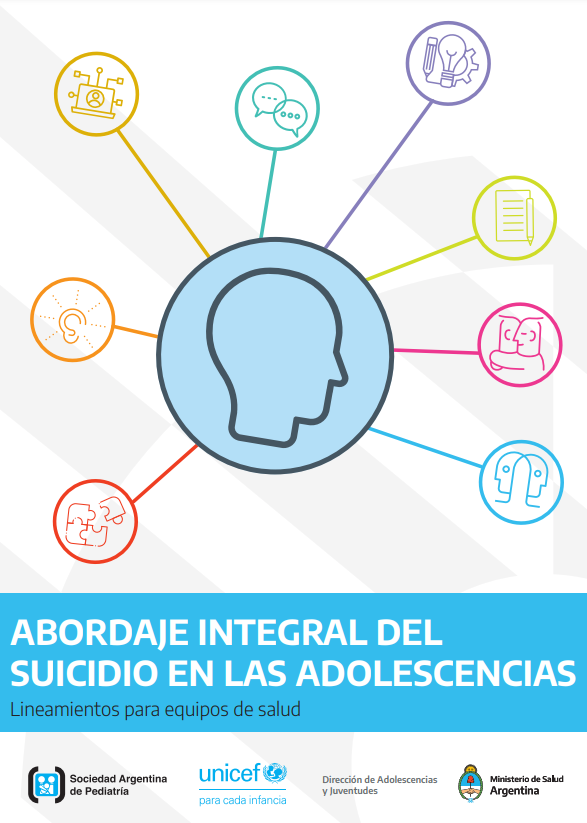 ABORDAJE INTEGRAL DEL
SUICIDIO EN LAS ADOLESCENCIAS
Lineamientos para equipos de salud
Sociedad Argentina
de Pediatría
unicef
para cada infancia
Dirección de Adolescencias
y Juventudes
Ministerio de Salud
Argentina